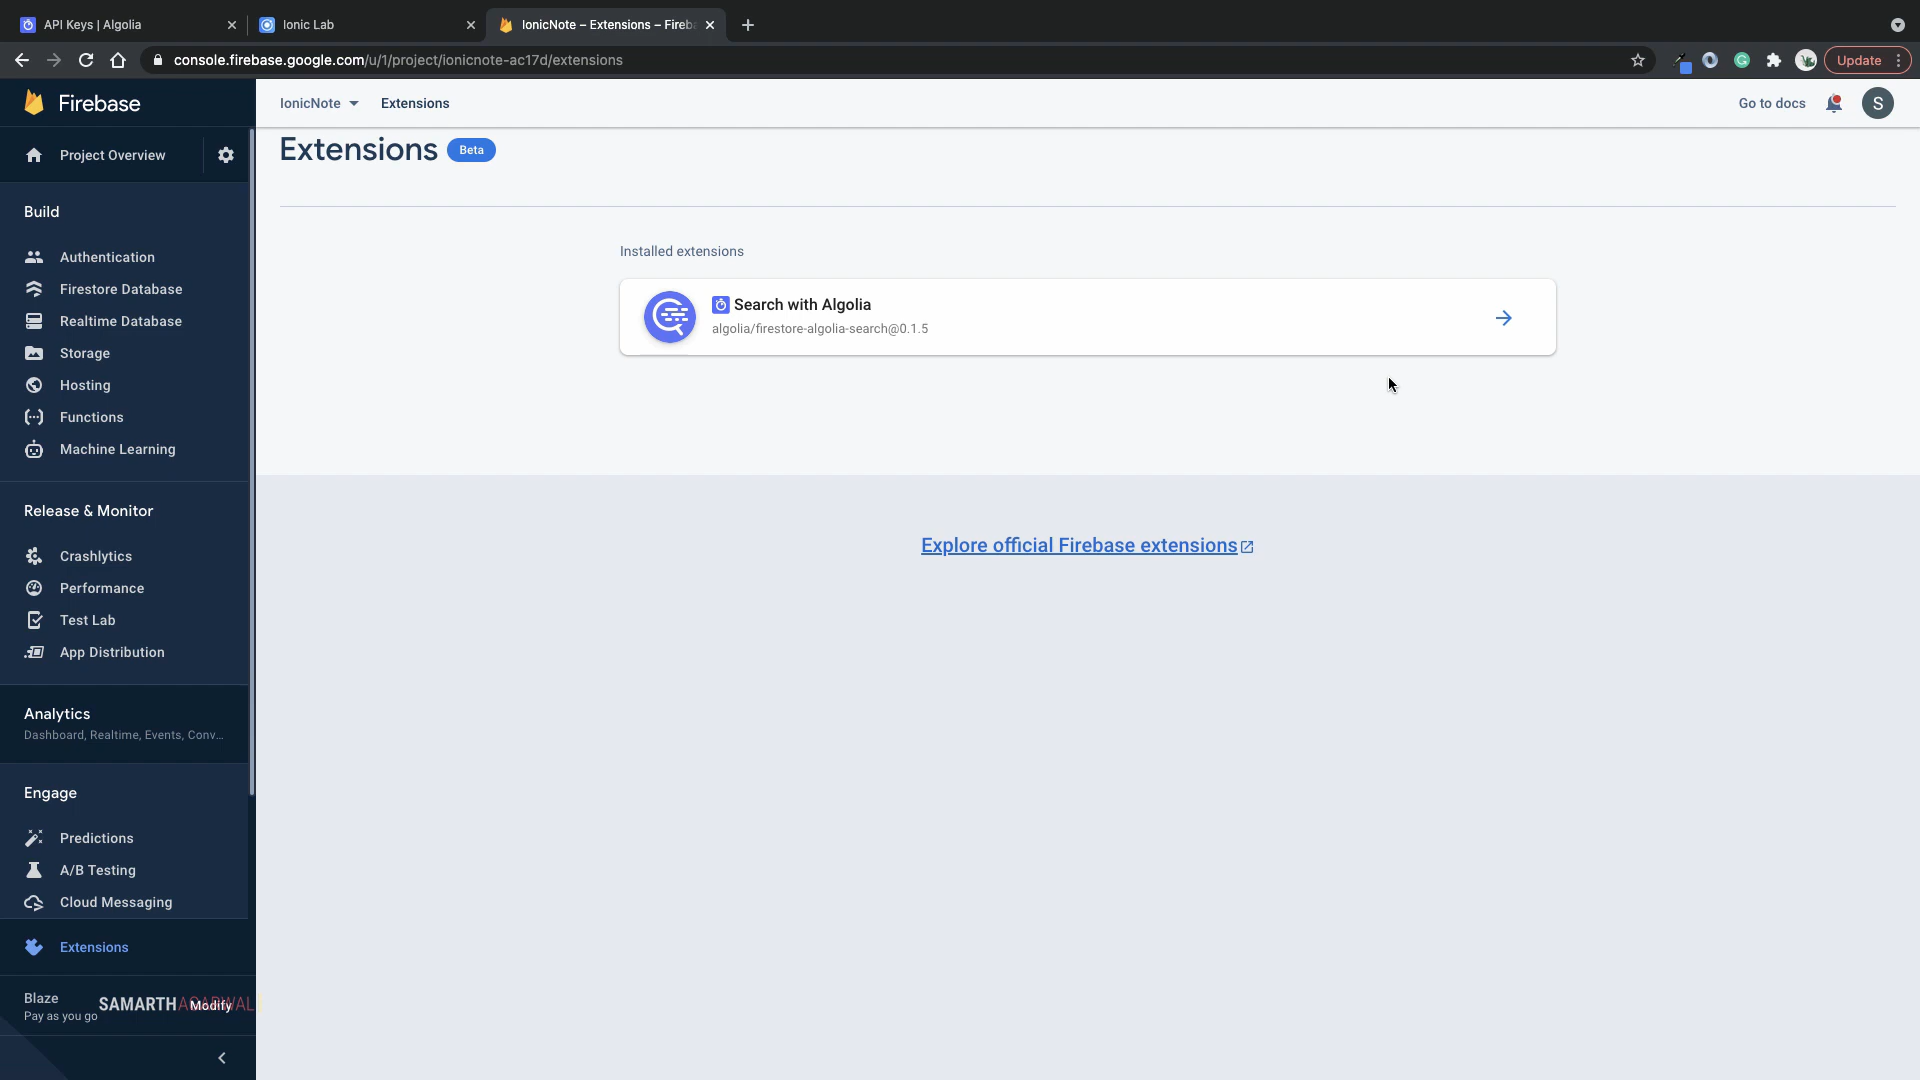 API Keys | Algolia
Ionic Lab
IonicNote – Extensions – Fireb
console.firebase.google.com/u/1/project/ionicnote-ac17d/extensions
Update
Firebase
IonicNote
Extensions
Go to docs
S
Project Overview
Extensions
Beta
Build
Authentication
Firestore Database
Realtime Database
Storage
Hosting
Functions
Machine Learning
Installed extensions
Search with Algolia
algolia/firestore-algolia-search@0.1.5
Explore official Firebase extensions
Release & Monitor
Crashlytics
Performance
Test Lab
App Distribution
Analytics
Dashboard, Realtime, Events, Conv...
Engage
Predictions
A/B Testing
Cloud Messaging
Extensions
Blaze
Pay as you go
SAMARTH AGARWAL
Modify